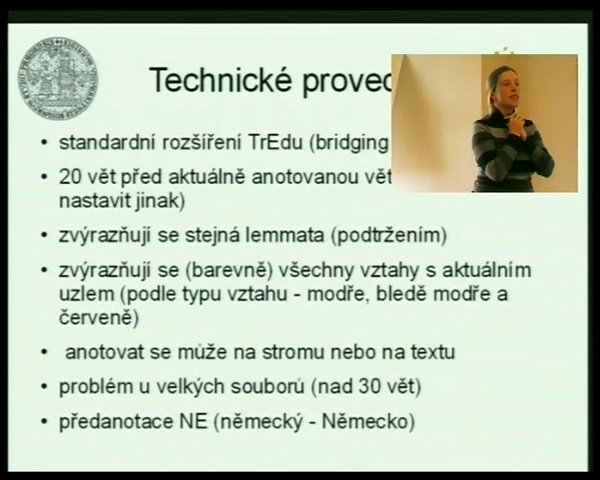 Technické
• standardní rozšíření TrEdu (bridging
• 20 vět před aktuálně anotovanou
nastavit jinak)
• zvýrazňují se stejná lemmata (podtržením)
• zvýrazňují se (barevně) všechny vztahy s aktuálním
uzlem (podle typu vztahu - modře, bledě modře a
červeně)
• anotovat se může na stromu nebo na textu
• problém u velkých souborů (nad 30 vět)
• předanotace NE (německý - Německo)